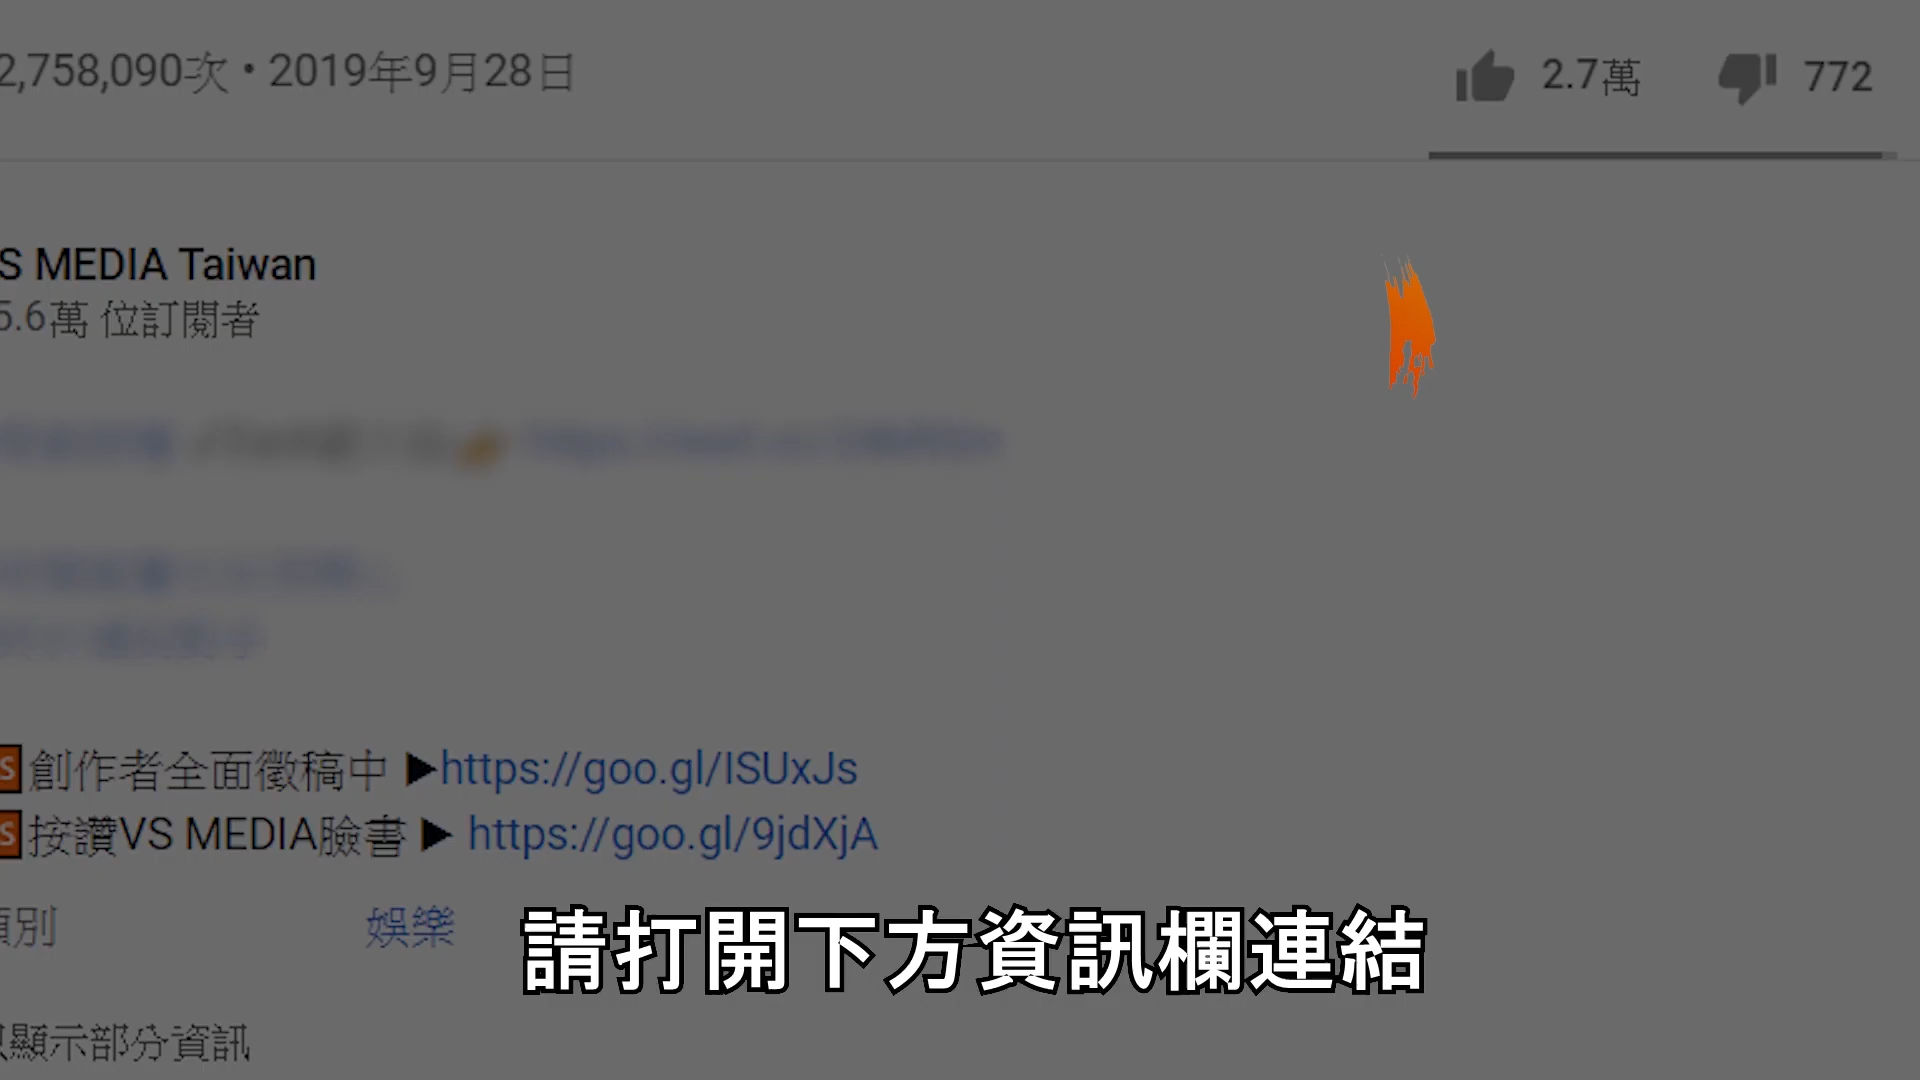 2,758,090次 • 2019年9月28日
2.7萬
772
S MEDIA Taiwan
5.6萬 位訂閱者
S創作者全面徵稿中 ▶https://goo.gl/ISUxJs
S按讚VS MEDIA臉書 ▶ https://goo.gl/9jdXjA
類別 娛樂
請打開下方資訊欄連結
只顯示部分資訊